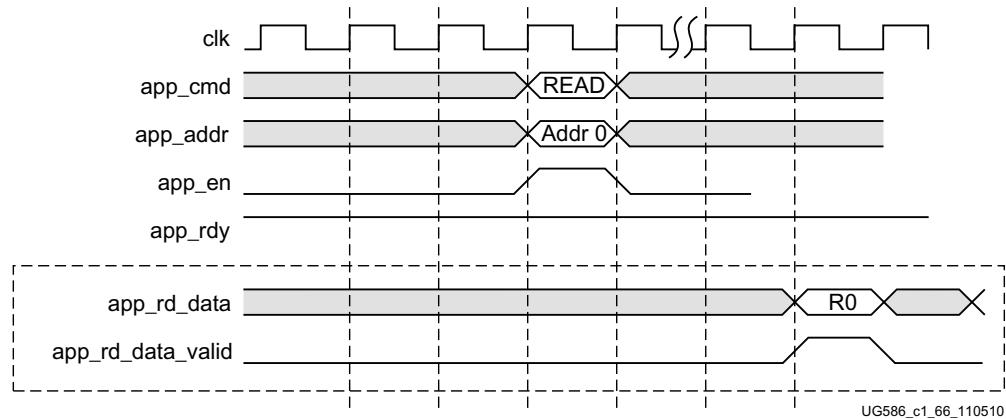 clk
app_cmd READ
app_addr Addr 0
app_en
app_rdy
app_rd_data R0
app_rd_data_valid
UG586_c1_66_110510